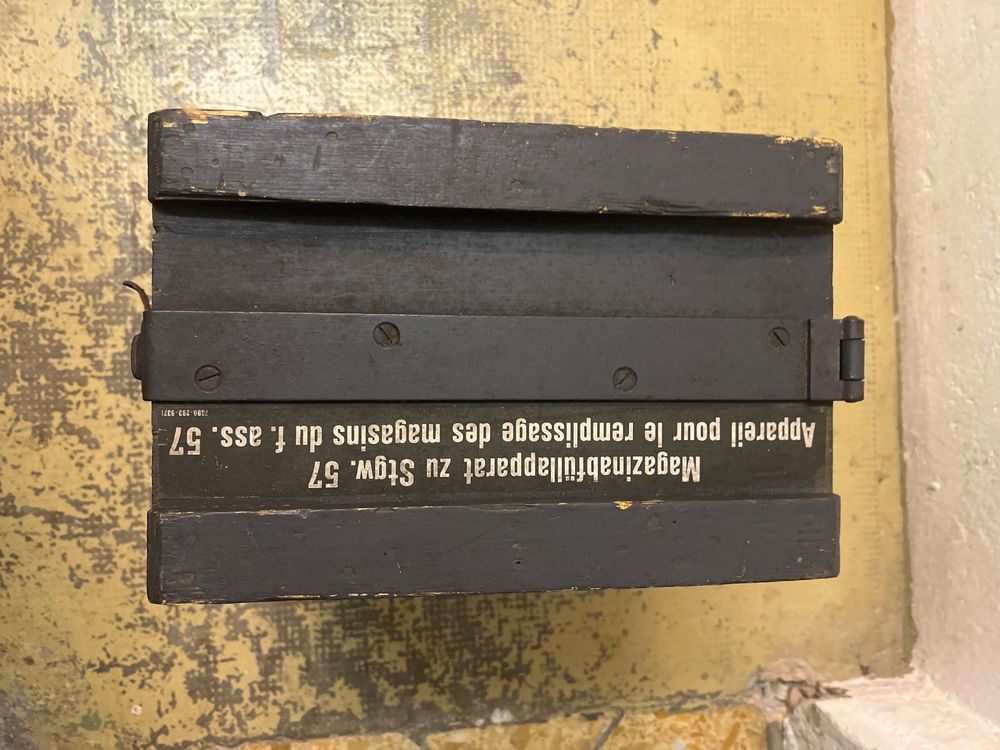 Magazinabfüllapparat zu Stgw. 57
Appareil pour le remplissage des magasins du f. ass. 57